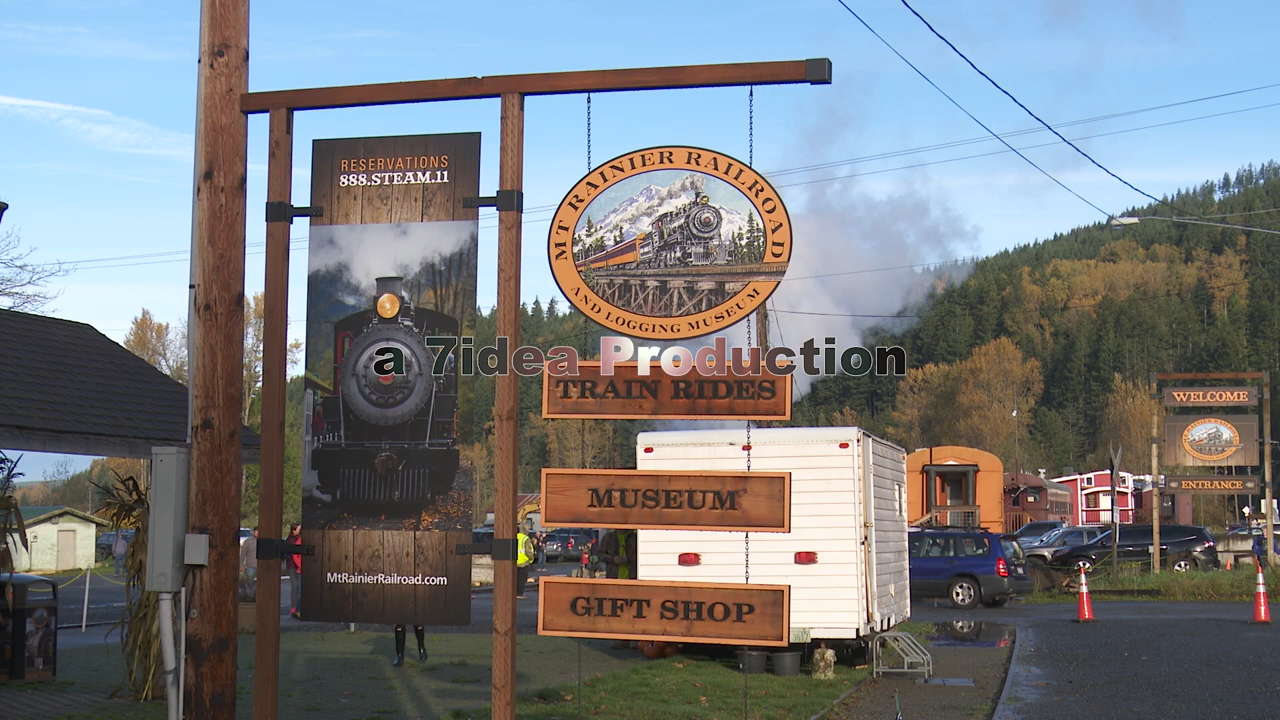 RESERVATIONS
888.STEAM.11
MtRainierRailroad.com
MT RAINIER RAILROAD
AND LOGGING MUSEUM
a 7idea Production
TRAIN RIDES
MUSEUM
GIFT SHOP
WELCOME
ENTRANCE